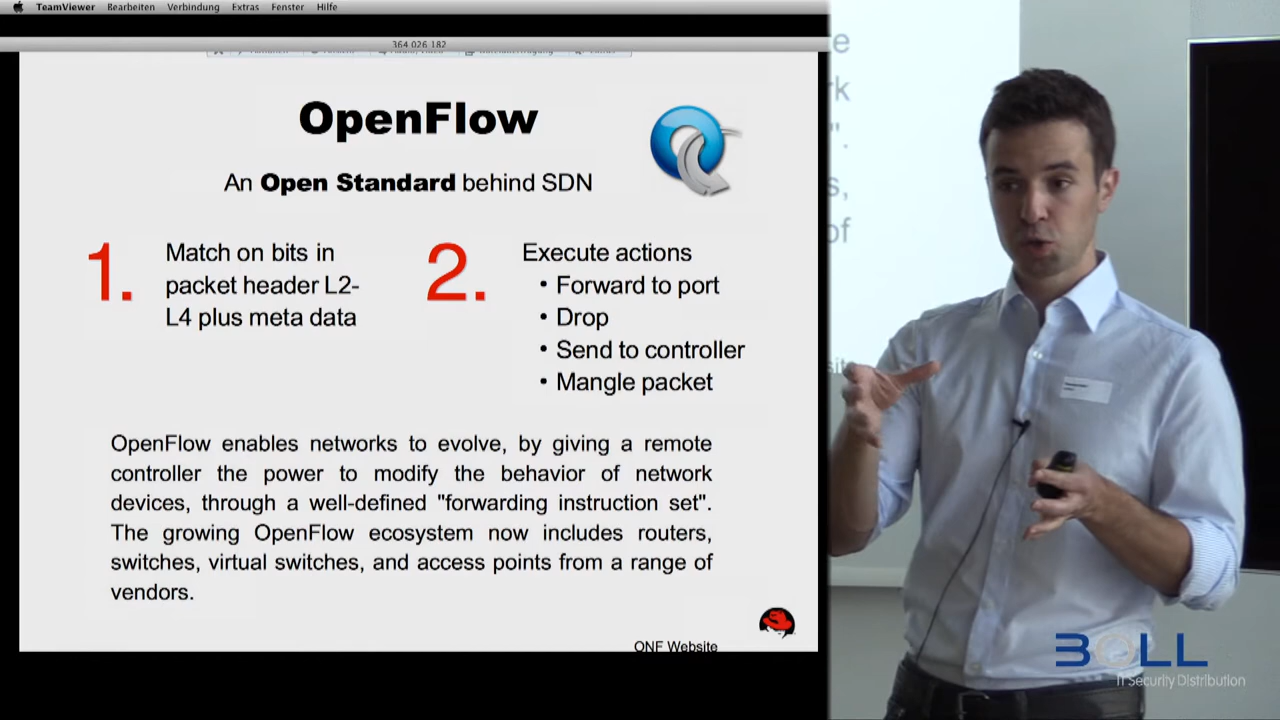 TeamViewer Bearbeiten Verbindung Extras Fenster Hilfe
364 026 182
OpenFlow
An Open Standard behind SDN
1. Match on bits in
packet header L2-
L4 plus meta data
2. Execute actions
• Forward to port
• Drop
• Send to controller
• Mangle packet
OpenFlow enables networks to evolve, by giving a remote
controller the power to modify the behavior of network
devices, through a well-defined "forwarding instruction set".
The growing OpenFlow ecosystem now includes routers,
switches, virtual switches, and access points from a range of
vendors.
ONF Website
BOLL
IT Security Distribution